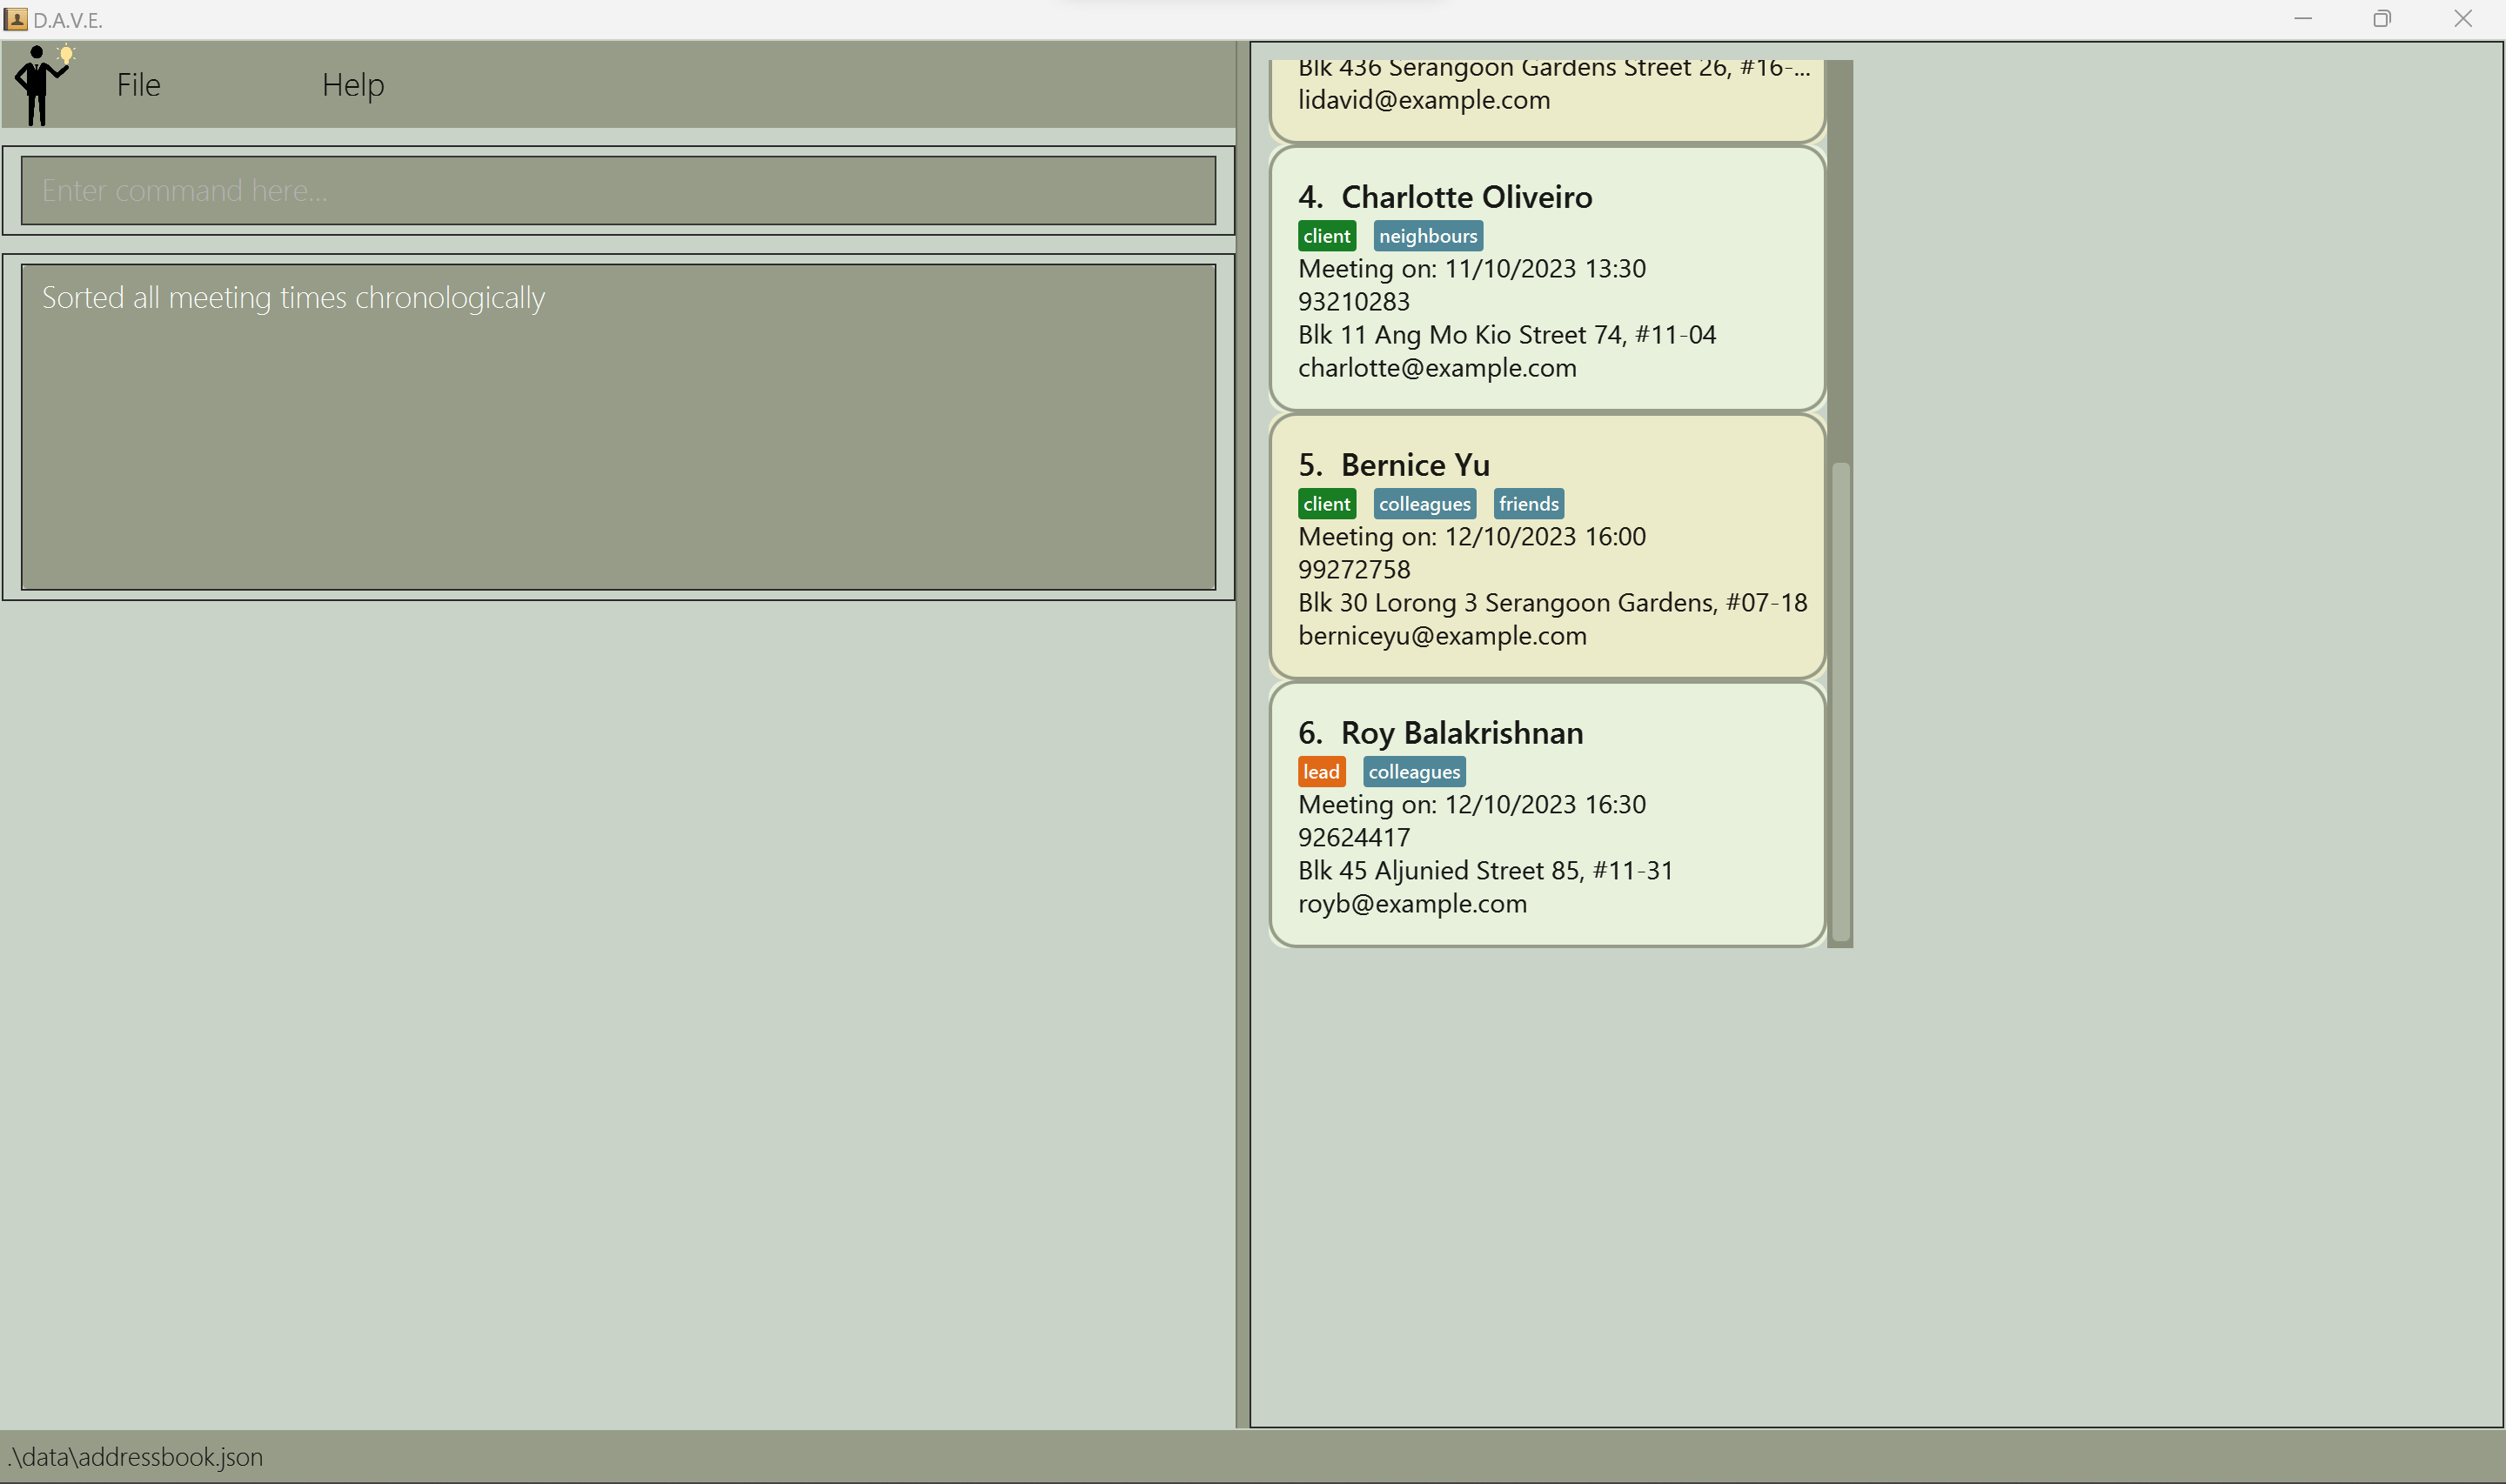 D.A.V.E.
File Help
Enter command here...
Sorted all meeting times chronologically
Blk 436 Serangoon Gardens Street 26, #16-...
lidavid@example.com
4. Charlotte Oliveiro
client neighbours
Meeting on: 11/10/2023 13:30
93210283
Blk 11 Ang Mo Kio Street 74, #11-04
charlotte@example.com
5. Bernice Yu
client colleagues friends
Meeting on: 12/10/2023 16:00
99272758
Blk 30 Lorong 3 Serangoon Gardens, #07-18
berniceyu@example.com
6. Roy Balakrishnan
lead colleagues
Meeting on: 12/10/2023 16:30
92624417
Blk 45 Aljunied Street 85, #11-31
royb@example.com
.\data\addressbook.json